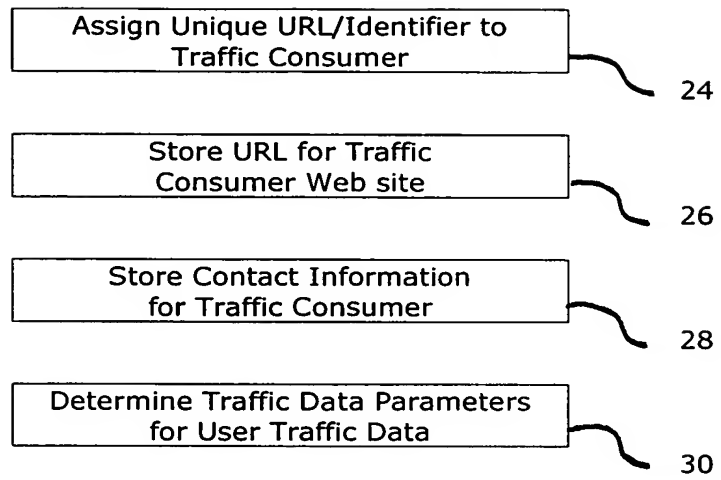 Assign Unique URL/Identifier to
Traffic Consumer
24
Store URL for Traffic
Consumer Web site
26
Store Contact Information
for Traffic Consumer
28
Determine Traffic Data Parameters
for User Traffic Data
30